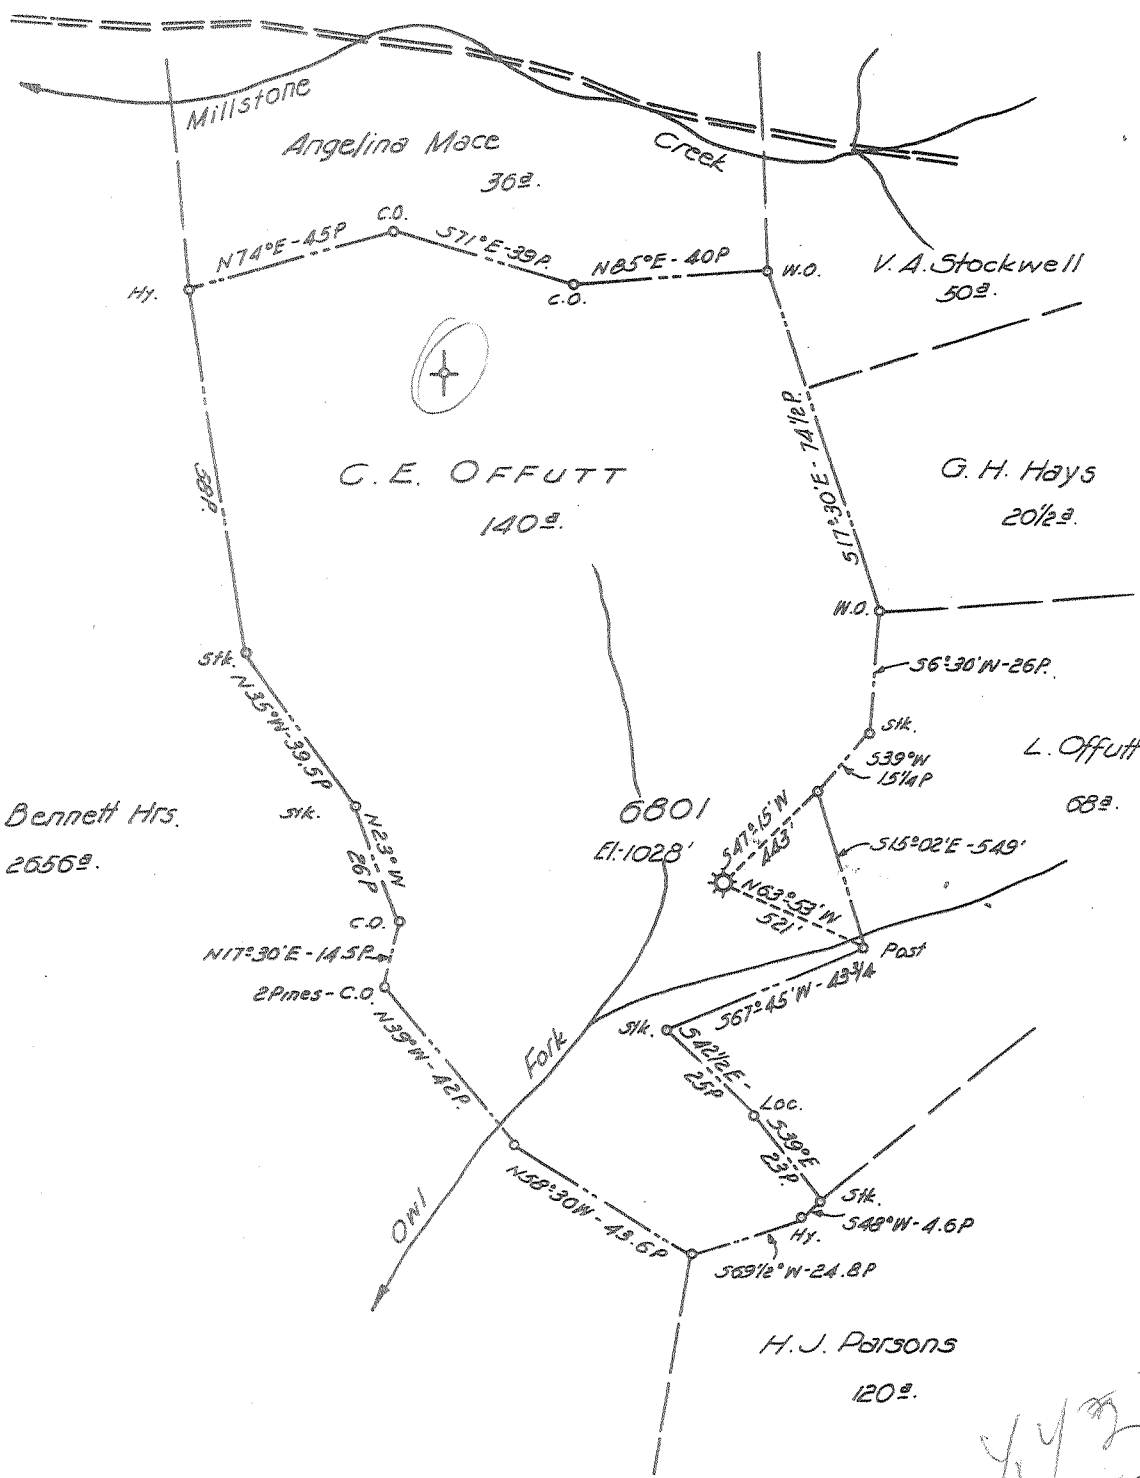 Millstone
Creek
Angelina Mace
36ª.
C.O.
N74°E-45P
S71°E-39P.
N85°E-40P
Hy.
C.O.
W.O.
V. A. Stockwell
50ª.
58P.
C. E. OFFUTT
140ª.
S17°30'E-74½P.
G. H. Hays
20½ª.
W.O.
Stk.
S6°30'W-26P.
N35°W-39.5P
Stk.
S39°W
15¼P
L. Offutt
68ª.
Bennett Hrs.
2656ª.
Stk.
N23°W
26P
6801
El.-1028'
S47°15'W
443'
S15°02'E-549'
N63°53'W
521'
C.O.
N17°30'E-14.5P.
Post
2Pines-C.O.
S67°45'W-43¾
N39°W-42P.
Fork
Stk.
S42½E-
25P
Loc.
S39°E
23P.
Owl
N58°30W-43.6P
Stk.
S48°W-4.6P
Hy.
S69½°W-24.8P
H. J. Parsons
120ª.